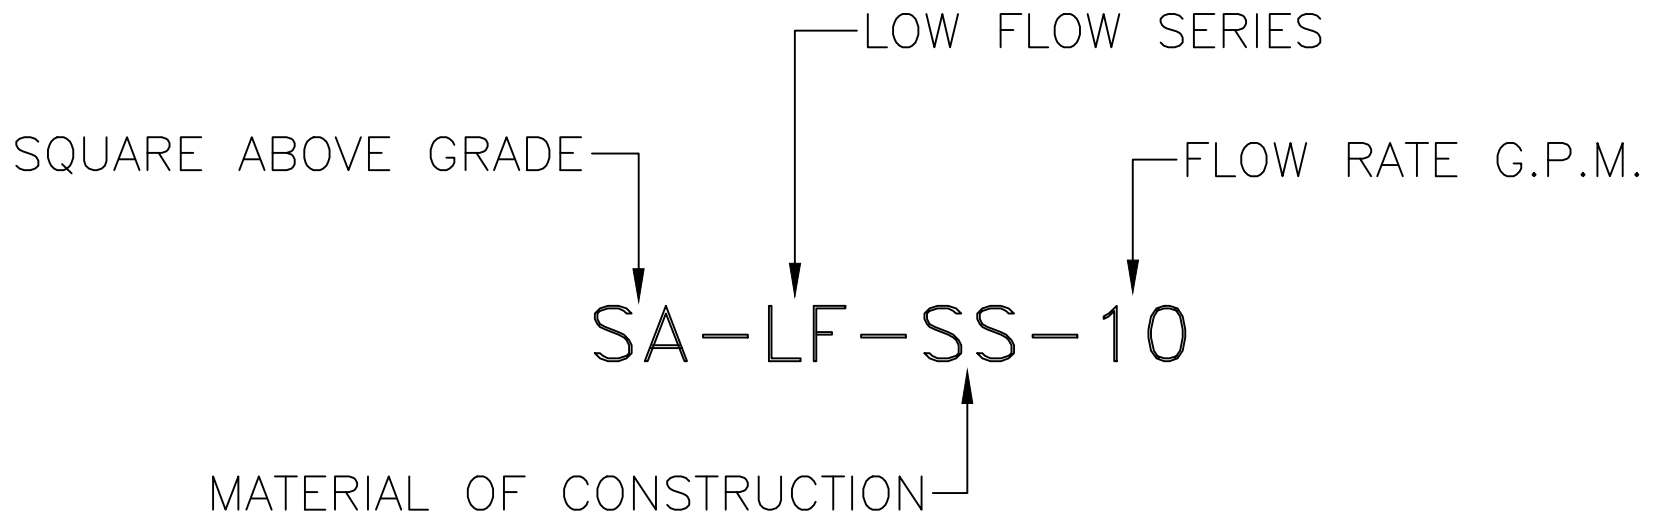 LOW FLOW SERIES
SQUARE ABOVE GRADE
FLOW RATE G.P.M.
SA-LF-SS-10
MATERIAL OF CONSTRUCTION